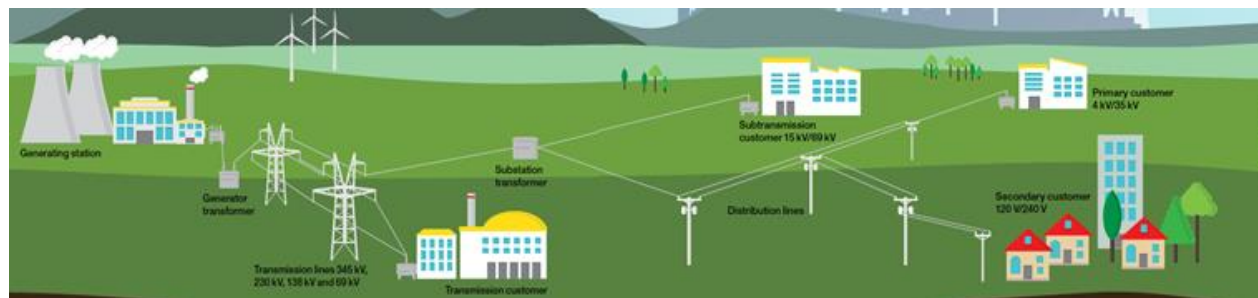 Generating station
Generator
transformer
Transmission lines 345 kV,
230 kV, 138 kV and 69 kV
Transmission customer
Substation
transformer
Subtransmission
customer 15 kV/69 kV
Distribution lines
Primary customer
4 kV/35 kV
Secondary customer
120 V/240 V